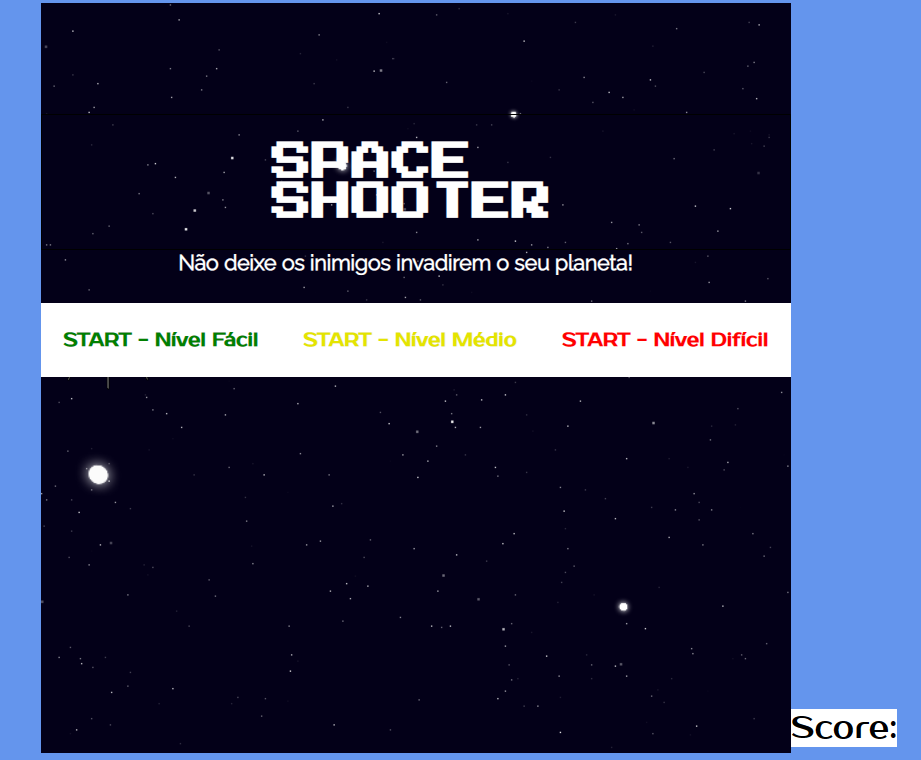 SPACE
SHOOTER
Não deixe os inimigos invadirem o seu planeta!
START - Nível Fácil START - Nível Médio START - Nível Difícil
Score: